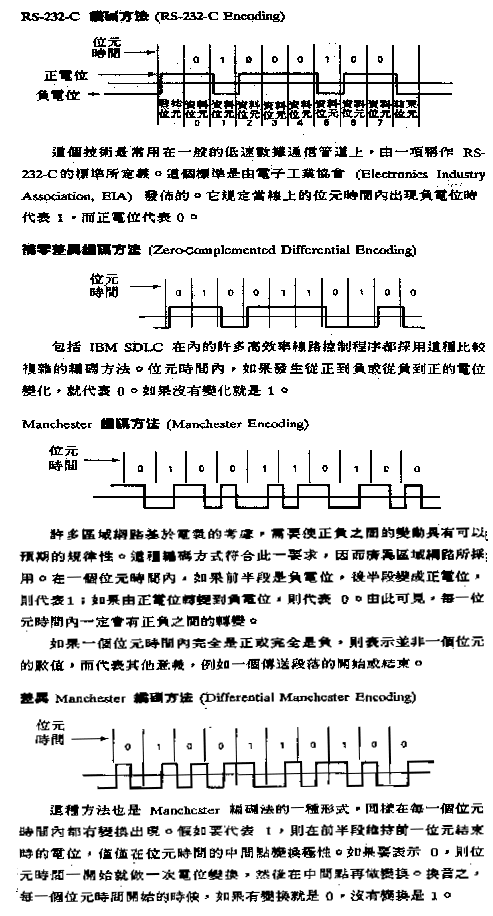 RS-232-C 編碼方法 (RS-232-C Encoding)
位元
時間
0 1 0 0 0 1 0 0
正電位
負電位
啟始 資料 資料 資料 資料 資料 資料 資料 資料 結束
位元 位元 位元 位元 位元 位元 位元 位元 位元 位元
這個技術最常用在一般的低速數據通信管道上，由一項稱作 RS-
232-C的標準所定義。這個標準是由電子工業協會 (Electronics Industry
Association, EIA) 發佈的。它規定當線上的位元時間內出現負電位時
代表 1，而正電位代表 0。
補零差異編碼方法 (Zero-Complemented Differential Encoding)
位元
時間
0 1 0 0 1 1 0 1 0 0
包括 IBM SDLC 在內的許多高效率線路控制程序都採用這種比較
複雜的編碼方法。位元時間內，如果發生從正到負或從負到正的電位
變化，就代表 0。如果沒有變化就是 1。
Manchester 編碼方法 (Manchester Encoding)
位元
時間
0 1 0 0 1 1 0 1 0 0
許多區域網路基於電氣的考慮，需要使正負之間的變動具有可以
預期的規律性。這種編碼方式符合此一要求，因而廣為區域網路所採
用。在一個位元時間內，如果前半段是負電位，後半段變成正電位，
則代表1；如果由正電位轉變到負電位，則代表 0。由此可見，每一位
元時間內一定會有正負之間的轉變。
如果一個位元時間內完全是正或完全是負，則表示並非一個位元
的數值，而代表其他意義，例如一個傳送段落的開始或結束。
差異 Manchester 編碼方法 (Differential Manchester Encoding)
位元
時間
0 1 0 0 1 1 0 1 0 0
這種方法也是 Manchester 編碼法的一種形式，同樣在每一個位元
時間內都有變換出現。假如要代表 1，則在前半段維持前一位元結束
時的電位，僅僅在位元時間的中間點變換極性。如果要表示 0，則位
元時間一開始就做一次電位變換，然後在中間點再做變換。換言之，
每一個位元時間開始的時候，如果有變換就是 0，沒有變換是 1。